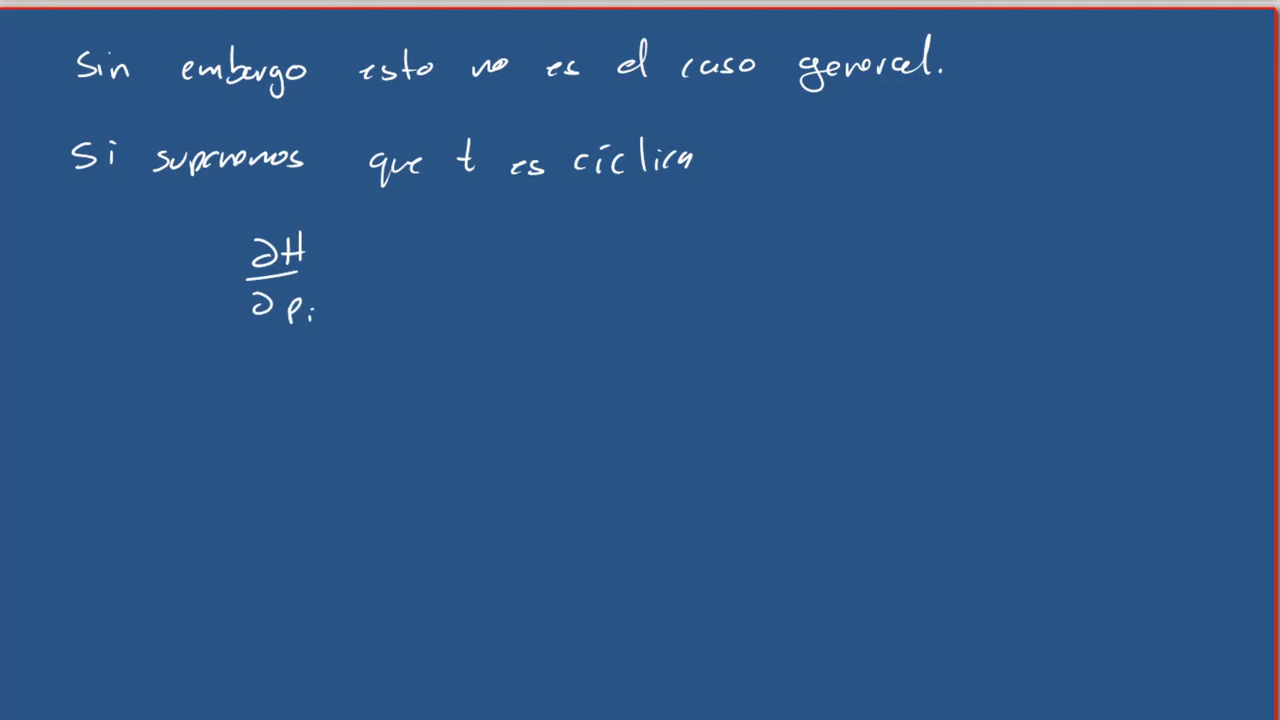 Sin embargo esto no es el caso general.
Si suponemos que t es cíclica
∂H
∂pi